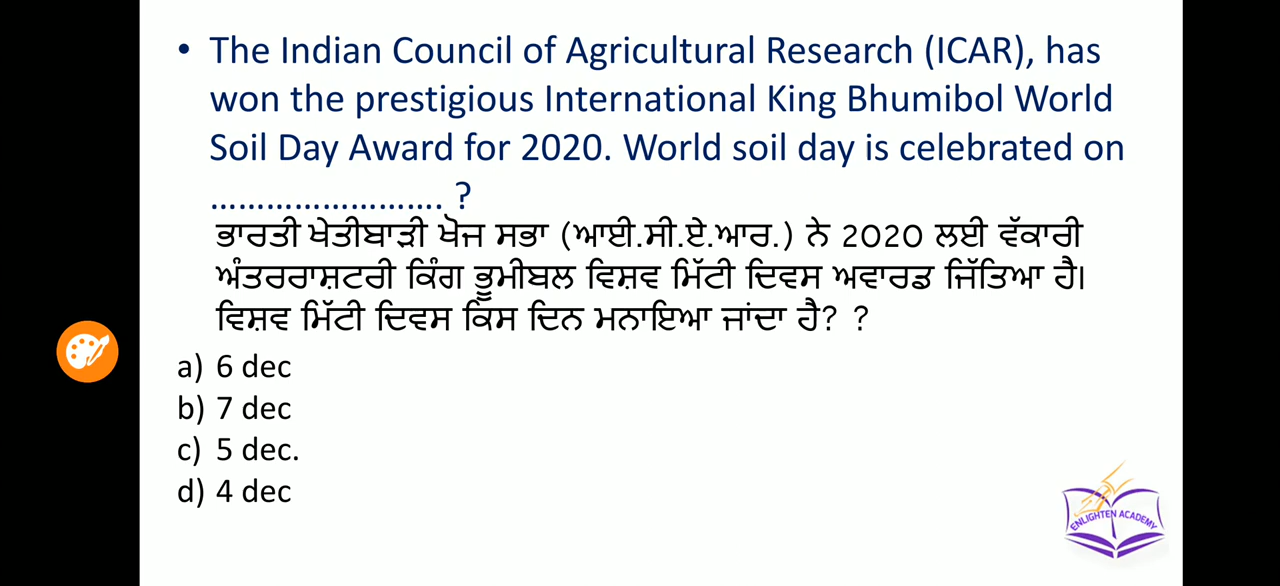 • The Indian Council of Agricultural Research (ICAR), has
won the prestigious International King Bhumibol World
Soil Day Award for 2020. World soil day is celebrated on
……………………. ?
ਭਾਰਤੀ ਖੇਤੀਬਾੜੀ ਖੋਜ ਸਭਾ (ਆਈ.ਸੀ.ਏ.ਆਰ.) ਨੇ 2020 ਲਈ ਵੱਕਾਰੀ
ਅੰਤਰਰਾਸ਼ਟਰੀ ਕਿੰਗ ਭੂਮੀਬਲ ਵਿਸ਼ਵ ਮਿੱਟੀ ਦਿਵਸ ਅਵਾਰਡ ਜਿੱਤਿਆ ਹੈ।
ਵਿਸ਼ਵ ਮਿੱਟੀ ਦਿਵਸ ਕਿਸ ਦਿਨ ਮਨਾਇਆ ਜਾਂਦਾ ਹੈ? ?
a) 6 dec
b) 7 dec
c) 5 dec.
d) 4 dec
ENLIGHTEN ACADEMY